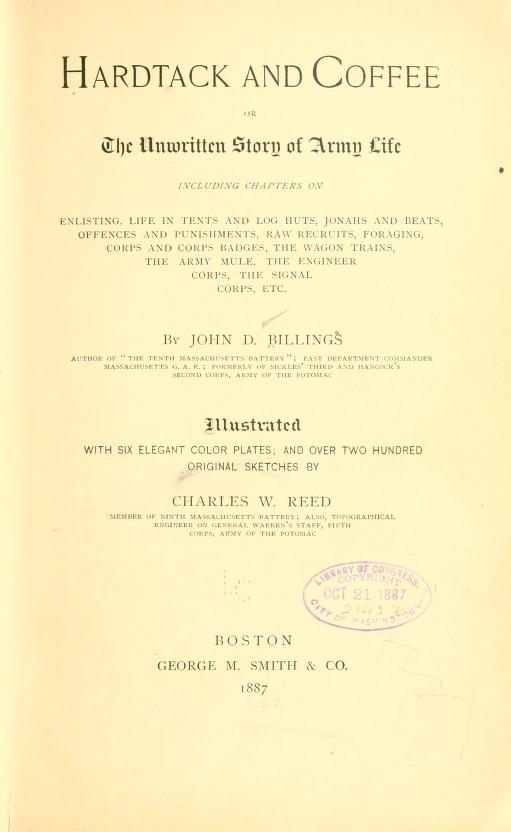 HARDTACK AND COFFEE
OR
The Unwritten Story of Army Life
INCLUDING CHAPTERS ON
ENLISTING, LIFE IN TENTS AND LOG HUTS, JONAHS AND BEATS,
OFFENCES AND PUNISHMENTS, RAW RECRUITS, FORAGING,
CORPS AND CORPS BADGES, THE WAGON TRAINS,
THE ARMY MULE, THE ENGINEER
CORPS, THE SIGNAL
CORPS, ETC.
BY JOHN D. BILLINGS
AUTHOR OF "THE TENTH MASSACHUSETTS BATTERY"; PAST DEPARTMENT COMMANDER
MASSACHUSETTS G. A. R.; FORMERLY OF SICKLES' THIRD AND HANCOCK'S
SECOND CORPS, ARMY OF THE POTOMAC
Illustrated
WITH SIX ELEGANT COLOR PLATES; AND OVER TWO HUNDRED
ORIGINAL SKETCHES BY
CHARLES W. REED
MEMBER OF NINTH MASSACHUSETTS BATTERY; ALSO, TOPOGRAPHICAL
ENGINEER ON GENERAL WARREN'S STAFF, FIFTH
CORPS, ARMY OF THE POTOMAC
LIBRARY OF CONGRESS
COPYRIGHT
OCT 21 1887
CITY OF WASHINGTON
BOSTON
GEORGE M. SMITH & CO.
1887